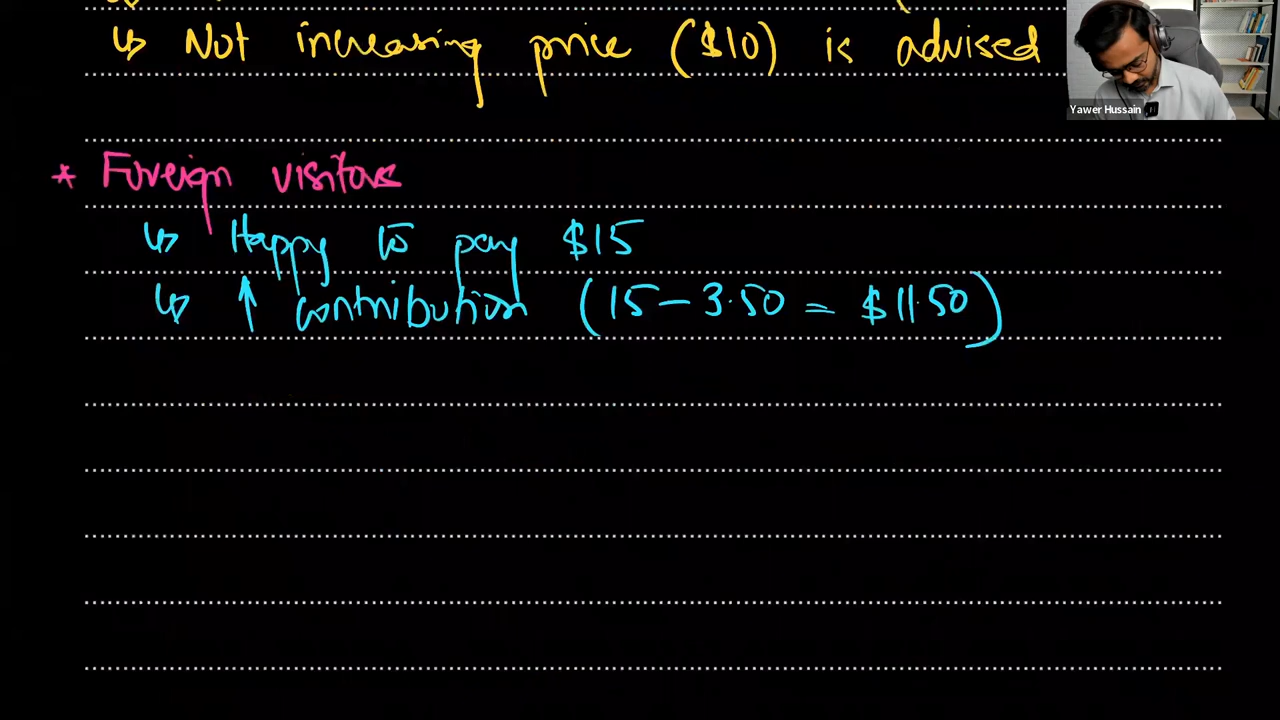 ↳ Not increasing price ($10) is advised
Yawer Hussain
* Foreign visitors
↳ Happy to pay $15
↳ ↑ contribution (15 – 3.50 = $11.50)